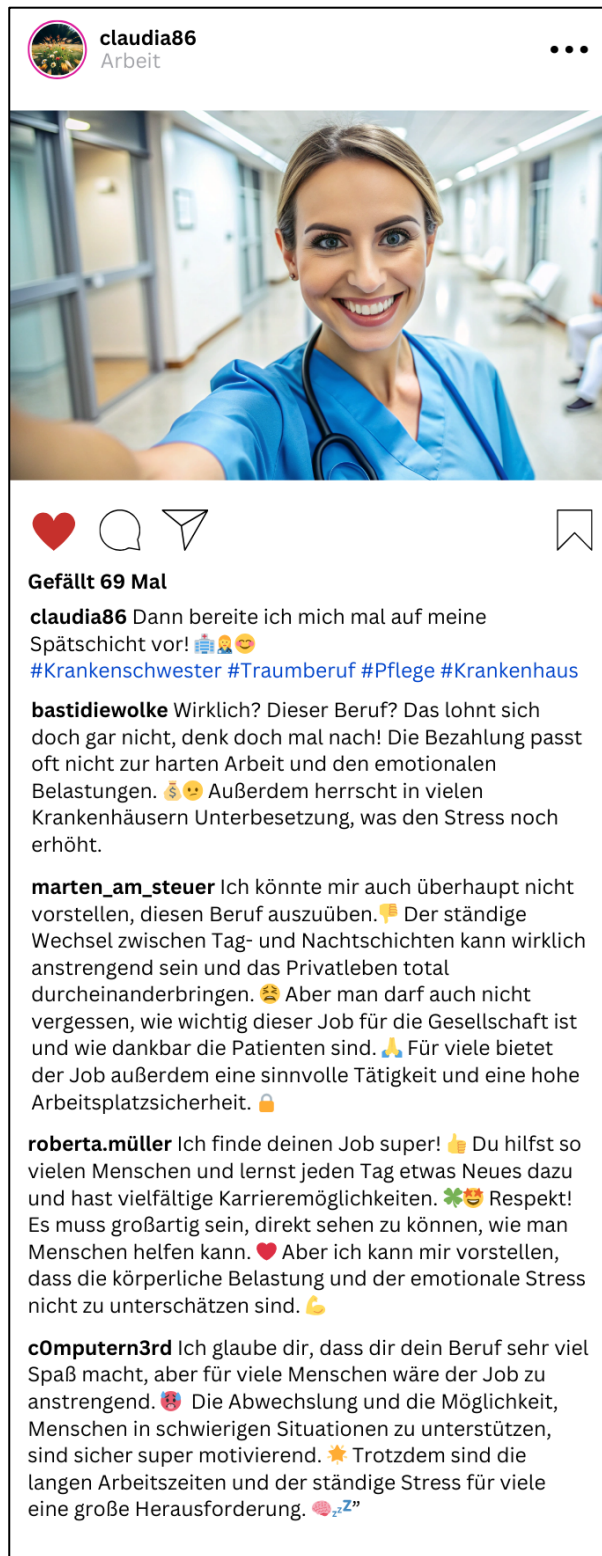 claudia86
Arbeit
Gefällt 69 Mal
claudia86 Dann bereite ich mich mal auf meine
Spätschicht vor! 🏥👩‍⚕️😊
#Krankenschwester #Traumberuf #Pflege #Krankenhaus
bastidiewolke Wirklich? Dieser Beruf? Das lohnt sich
doch gar nicht, denk doch mal nach! Die Bezahlung passt
oft nicht zur harten Arbeit und den emotionalen
Belastungen. 💰😕 Außerdem herrscht in vielen
Krankenhäusern Unterbesetzung, was den Stress noch
erhöht.
marten_am_steuer Ich könnte mir auch überhaupt nicht
vorstellen, diesen Beruf auszuüben.👎 Der ständige
Wechsel zwischen Tag- und Nachtschichten kann wirklich
anstrengend sein und das Privatleben total
durcheinanderbringen. 😫 Aber man darf auch nicht
vergessen, wie wichtig dieser Job für die Gesellschaft ist
und wie dankbar die Patienten sind. 🙏 Für viele bietet
der Job außerdem eine sinnvolle Tätigkeit und eine hohe
Arbeitsplatzsicherheit. 🔒
roberta.müller Ich finde deinen Job super! 👍 Du hilfst so
vielen Menschen und lernst jeden Tag etwas Neues dazu
und hast vielfältige Karrieremöglichkeiten. 🍀🤩 Respekt!
Es muss großartig sein, direkt sehen zu können, wie man
Menschen helfen kann. ❤️ Aber ich kann mir vorstellen,
dass die körperliche Belastung und der emotionale Stress
nicht zu unterschätzen sind. 💪
c0mputern3rd Ich glaube dir, dass dir dein Beruf sehr viel
Spaß macht, aber für viele Menschen wäre der Job zu
anstrengend. 🥵 Die Abwechslung und die Möglichkeit,
Menschen in schwierigen Situationen zu unterstützen,
sind sicher super motivierend. 🌟 Trotzdem sind die
langen Arbeitszeiten und der ständige Stress für viele
eine große Herausforderung. 🧠💤”